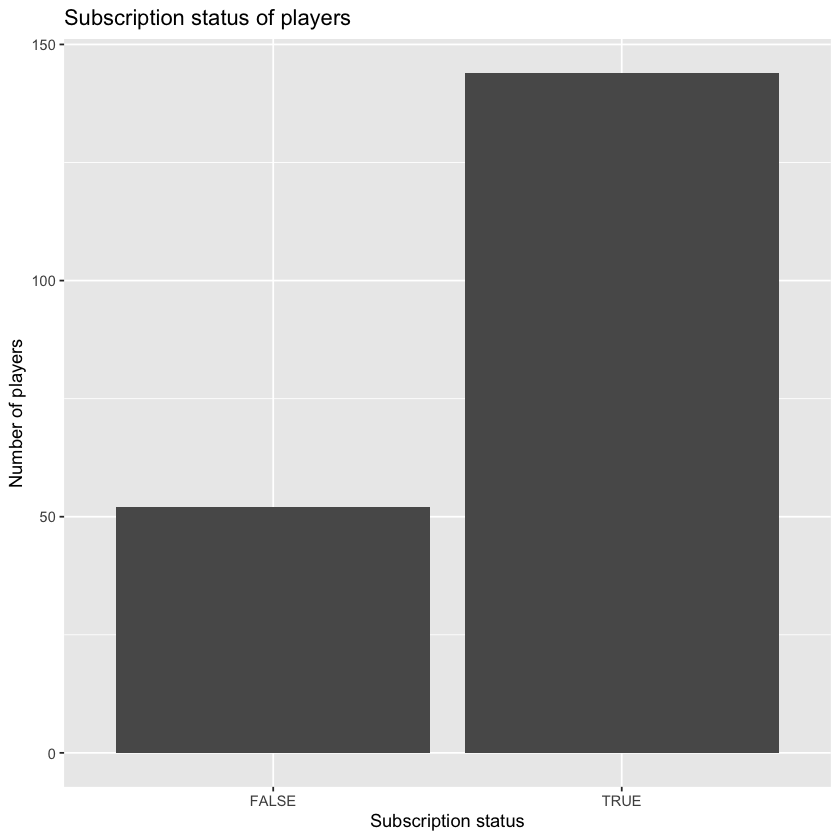 Subscription status of players
150
100
50
0
Number of players
FALSE TRUE
Subscription status